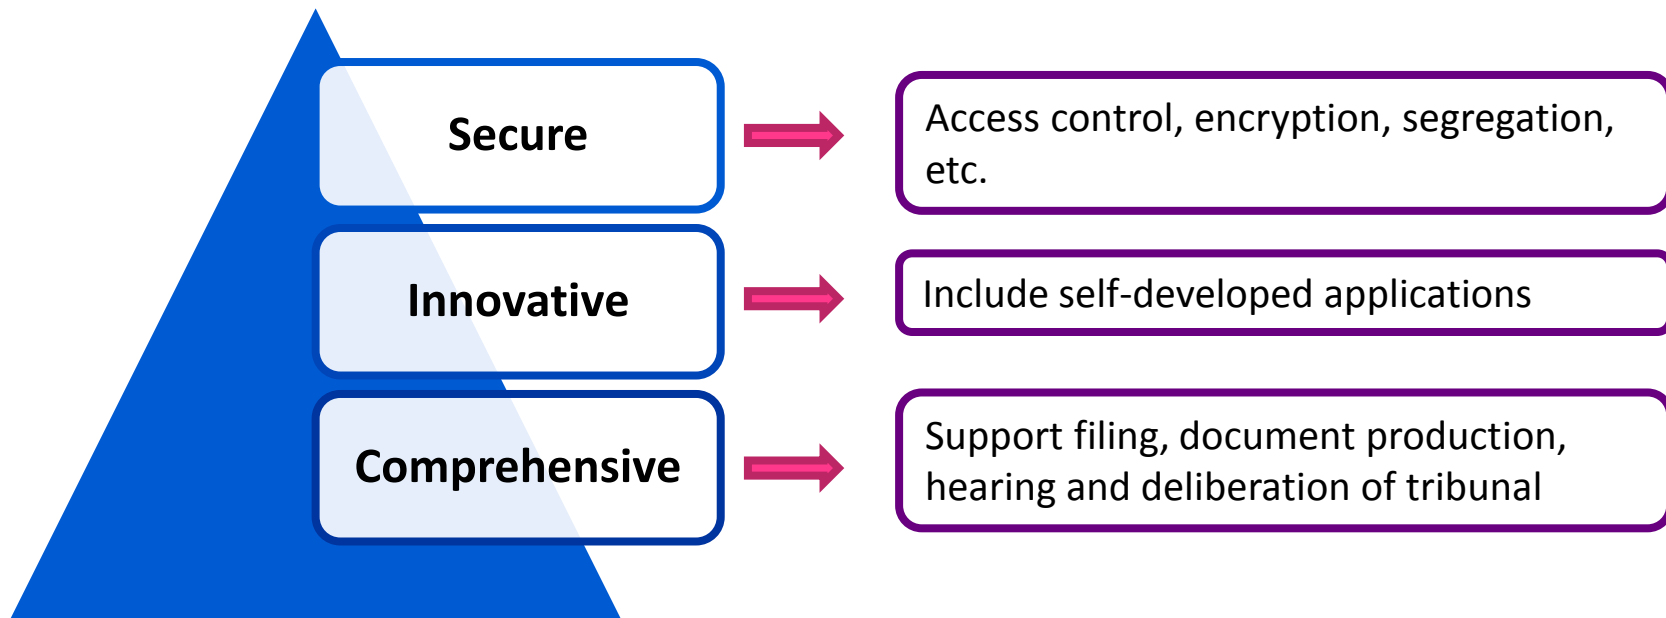 Secure
Access control, encryption, segregation,
etc.
Innovative
Include self-developed applications
Comprehensive
Support filing, document production,
hearing and deliberation of tribunal